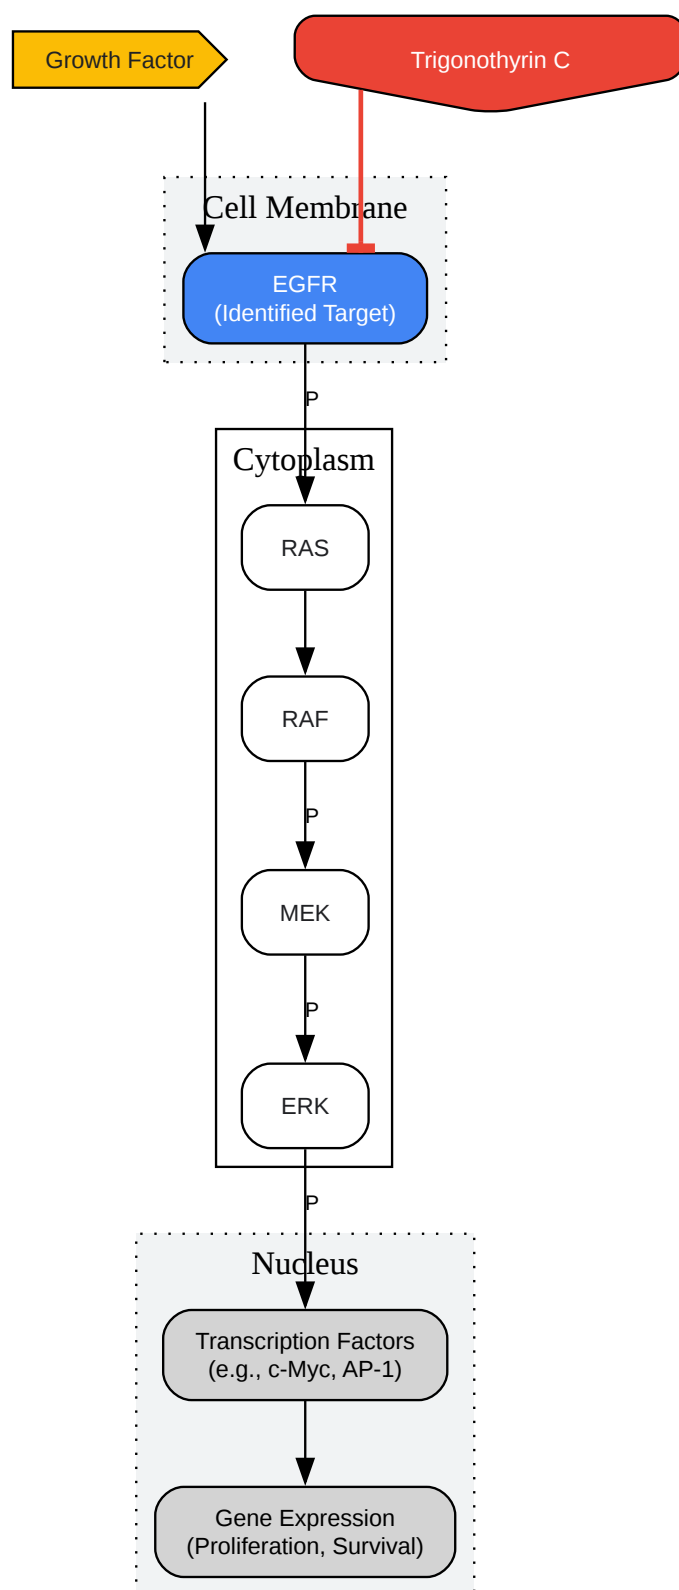 Growth Factor
Trigonothyrin C
Cell Membrane
EGFR
(Identified Target)
P
Cytoplasm
RAS
RAF
P
MEK
P
ERK
P
Nucleus
Transcription Factors
(e.g., c-Myc, AP-1)
Gene Expression
(Proliferation, Survival)